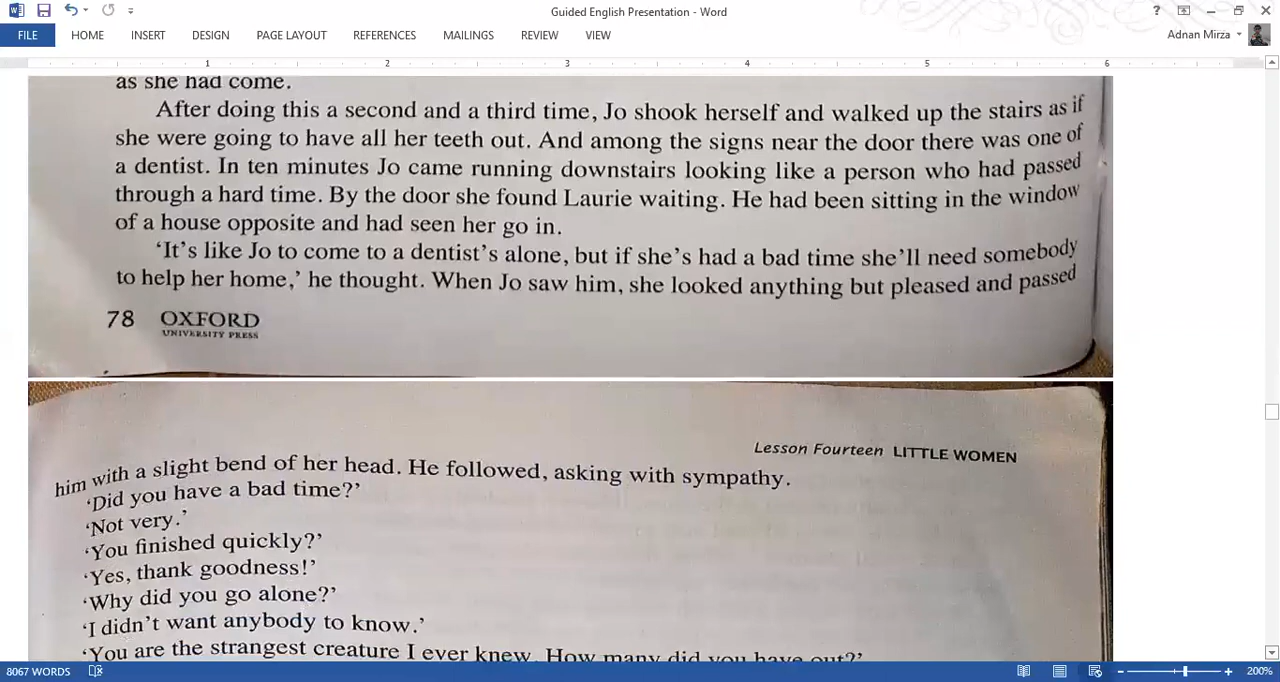 Guided English Presentation - Word
?
FILE HOME INSERT DESIGN PAGE LAYOUT REFERENCES MAILINGS REVIEW VIEW
Adnan Mirza
1 2 3 4 5 6
as she had come.
After doing this a second and a third time, Jo shook herself and walked up the stairs as if
she were going to have all her teeth out. And among the signs near the door there was one of
a dentist. In ten minutes Jo came running downstairs looking like a person who had passed
through a hard time. By the door she found Laurie waiting. He had been sitting in the window
of a house opposite and had seen her go in.
‘It’s like Jo to come to a dentist’s alone, but if she’s had a bad time she’ll need somebody
to help her home,’ he thought. When Jo saw him, she looked anything but pleased and passed
78 OXFORD
UNIVERSITY PRESS
Lesson Fourteen LITTLE WOMEN
him with a slight bend of her head. He followed, asking with sympathy.
‘Did you have a bad time?’
‘Not very.’
‘You finished quickly?’
‘Yes, thank goodness!’
‘Why did you go alone?’
‘I didn’t want anybody to know.’
‘You are the strangest creature I ever knew. How many did you have out?’
8067 WORDS
200%